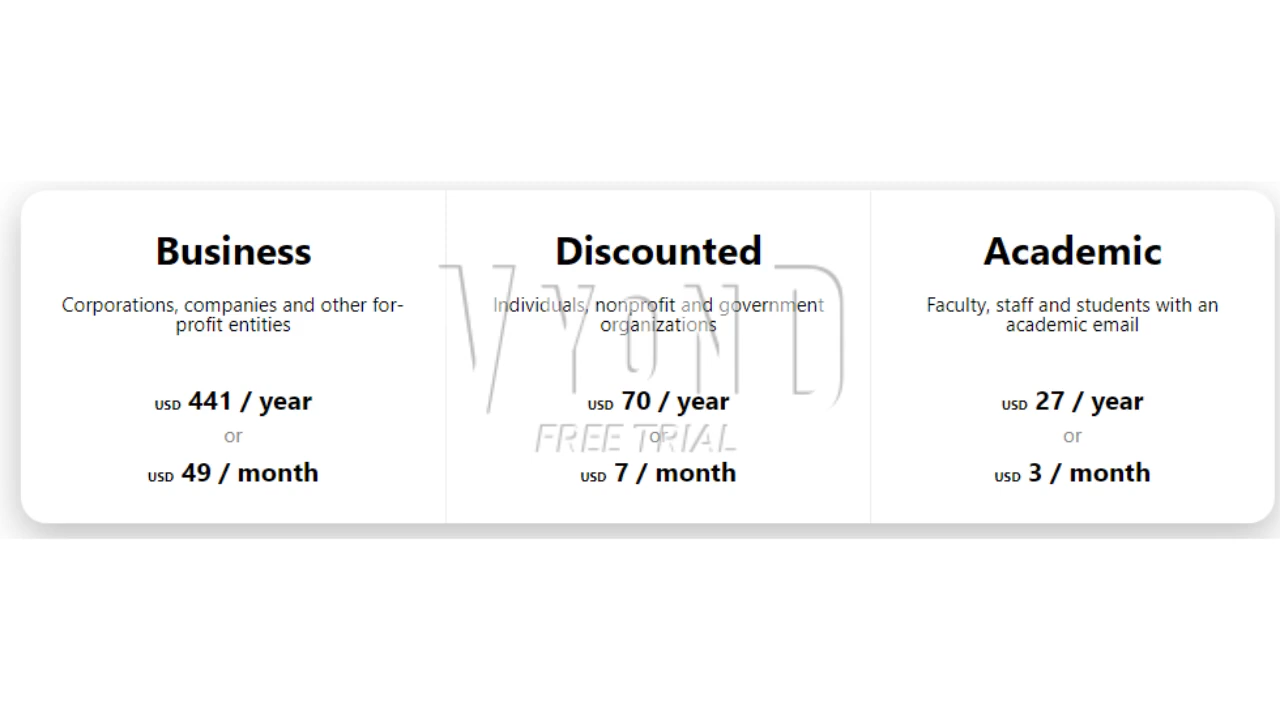 Business
Corporations, companies and other for-
profit entities
USD 441 / year
or
USD 49 / month
Discounted
Individuals, nonprofit and government
organizations
USD 70 / year
or
USD 7 / month
Academic
Faculty, staff and students with an
academic email
USD 27 / year
or
USD 3 / month
VYOND
FREE TRIAL